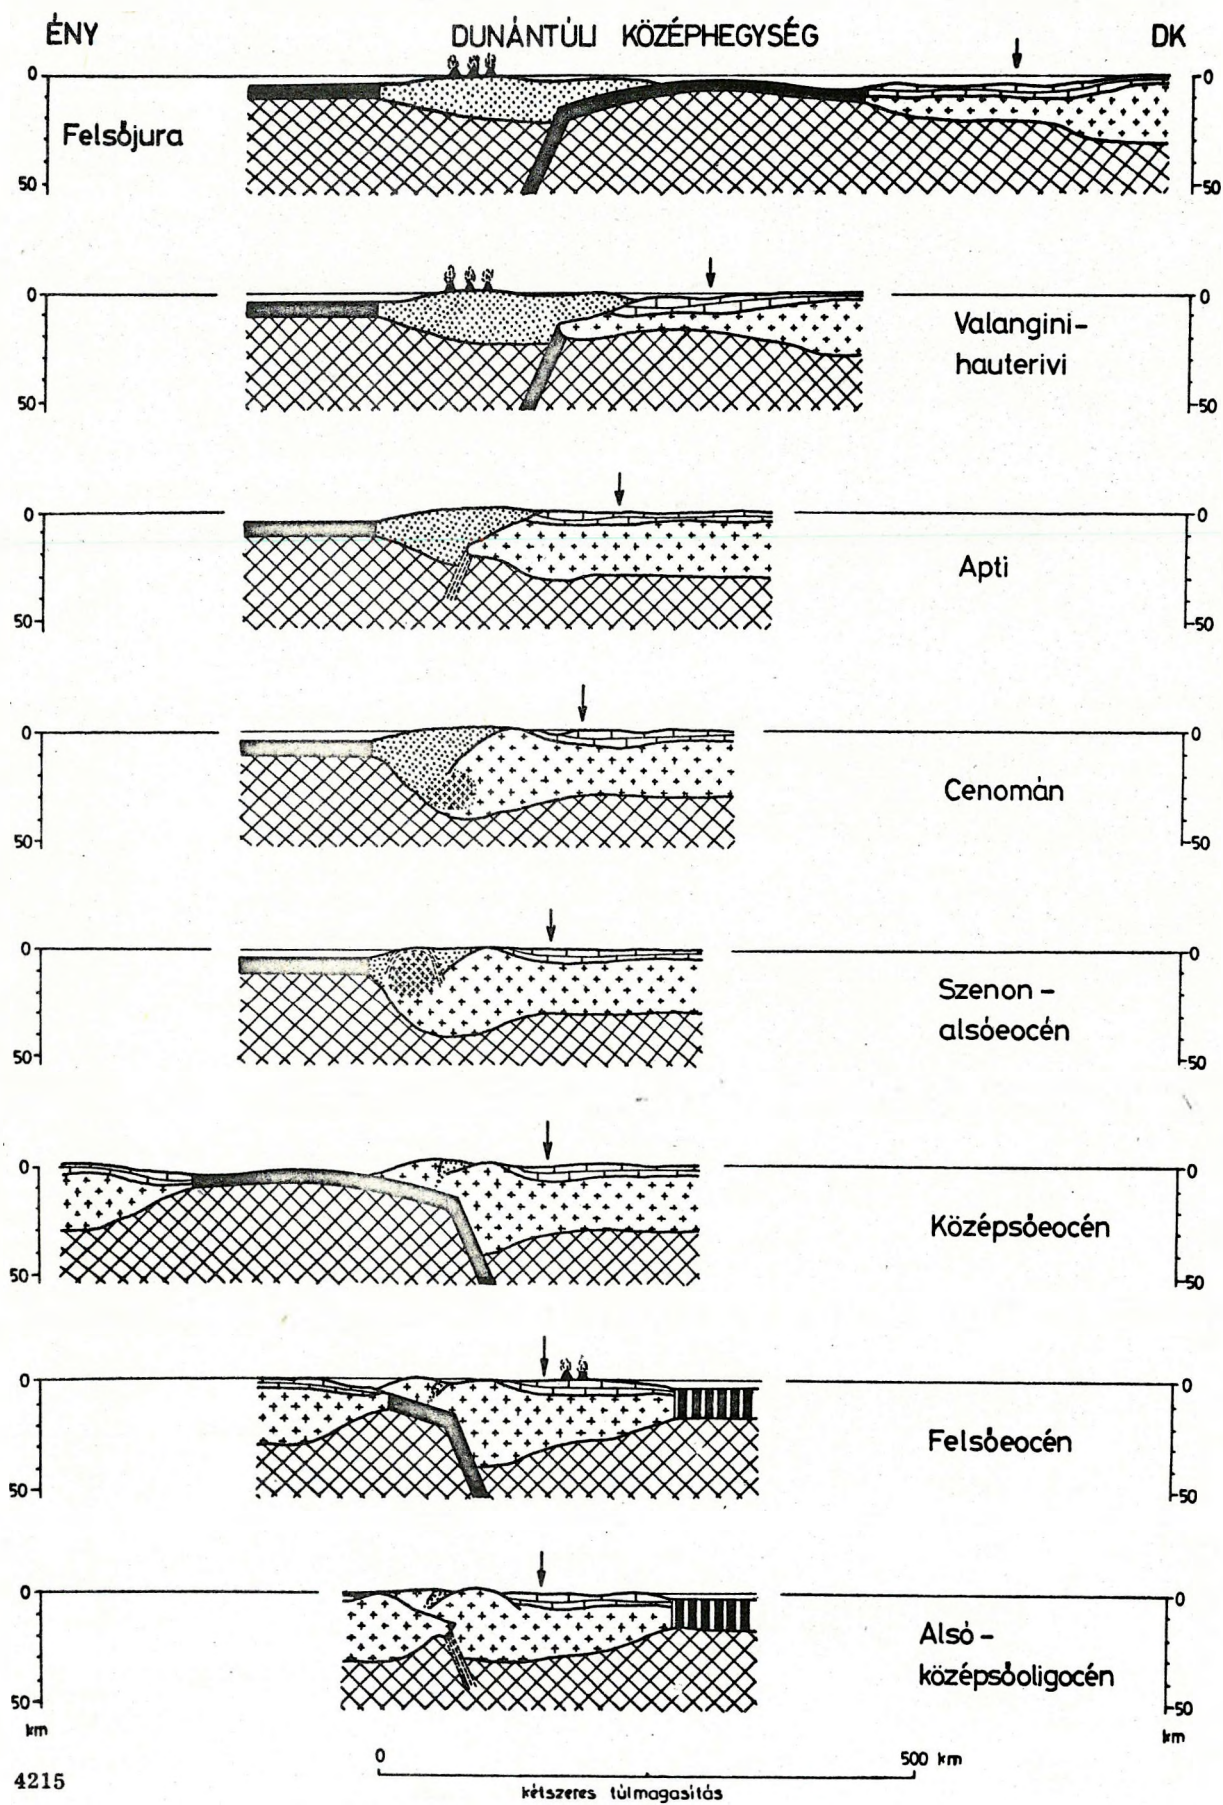 ÉNY DUNÁNTÚLI KÖZÉPHEGYSÉG DK
0 0
Felsőjura
50 50
0 0
Valangini-
hauterivi
50 50
0 0
Apti
50 50
0 0
Cenomán
50 50
0 0
Szenon -
alsóeocén
50 50
0 0
Középsőeocén
50 50
0 0
Felsőeocén
50 50
0 0
Alsó -
középsőoligocén
50 50
km km
0 500 km
4215
kétszeres túlmagasítás